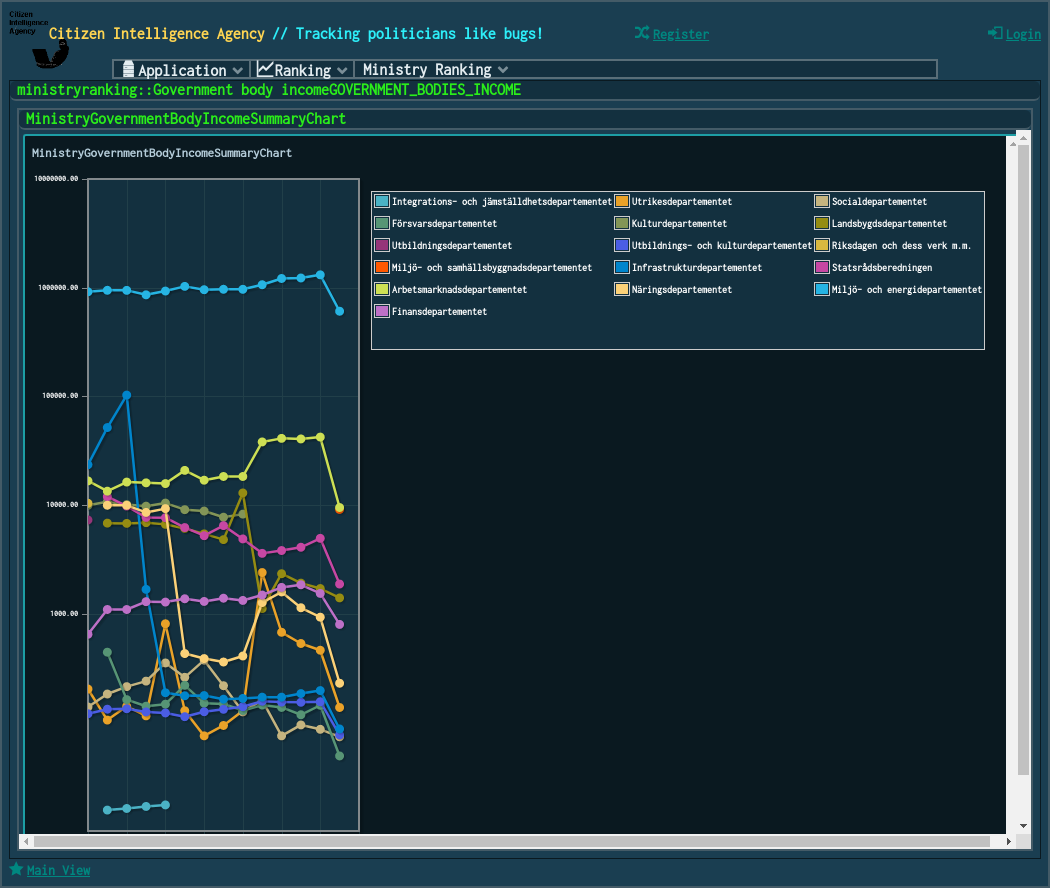 Citizen
Intelligence
Agency
Citizen Intelligence Agency // Tracking politicians like bugs!
Register
Login
Application
Ranking
Ministry Ranking
ministryranking::Government body incomeGOVERNMENT_BODIES_INCOME
MinistryGovernmentBodyIncomeSummaryChart
MinistryGovernmentBodyIncomeSummaryChart
10000000.00
1000000.00
100000.00
10000.00
1000.00
Integrations- och jämställdhetsdepartementet Utrikesdepartementet Socialdepartementet
Försvarsdepartementet Kulturdepartementet Landsbygdsdepartementet
Utbildningsdepartementet Utbildnings- och kulturdepartementet Riksdagen och dess verk m.m.
Miljö- och samhällsbyggnadsdepartementet Infrastrukturdepartementet Statsrådsberedningen
Arbetsmarknadsdepartementet Näringsdepartementet Miljö- och energidepartementet
Finansdepartementet
Main View